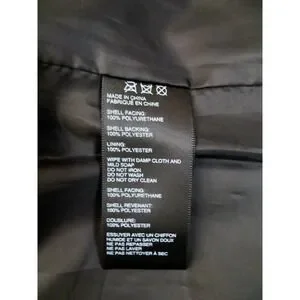 MADE IN CHINA
FABRIQUÉ EN CHINE
SHELL FACING:
100% POLYURETHANE
SHELL BACKING:
100% POLYESTER
LINING:
100% POLYESTER
WIPE WITH DAMP CLOTH AND
MILD SOAP
DO NOT IRON
DO NOT WASH
DO NOT DRY CLEAN
SHELL FACING:
100% POLYURETHANE
SHELL REVENANT:
100% POLYESTER
DOUBLURE:
100% POLYESTER
ESSUYER AVEC UN CHIFFON
HUMIDE ET UN SAVON DOUX
NE PAS REPASSER
NE PAS LAVER
NE PAS NETTOYER À SEC